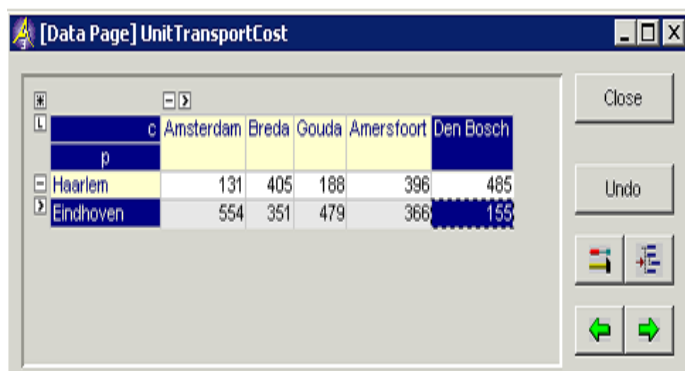 [Data Page] UnitTransportCost
Close
c Amsterdam Breda Gouda Amersfoort Den Bosch
p
Haarlem 131 405 188 396 485
Undo
Eindhoven 554 351 479 366 155